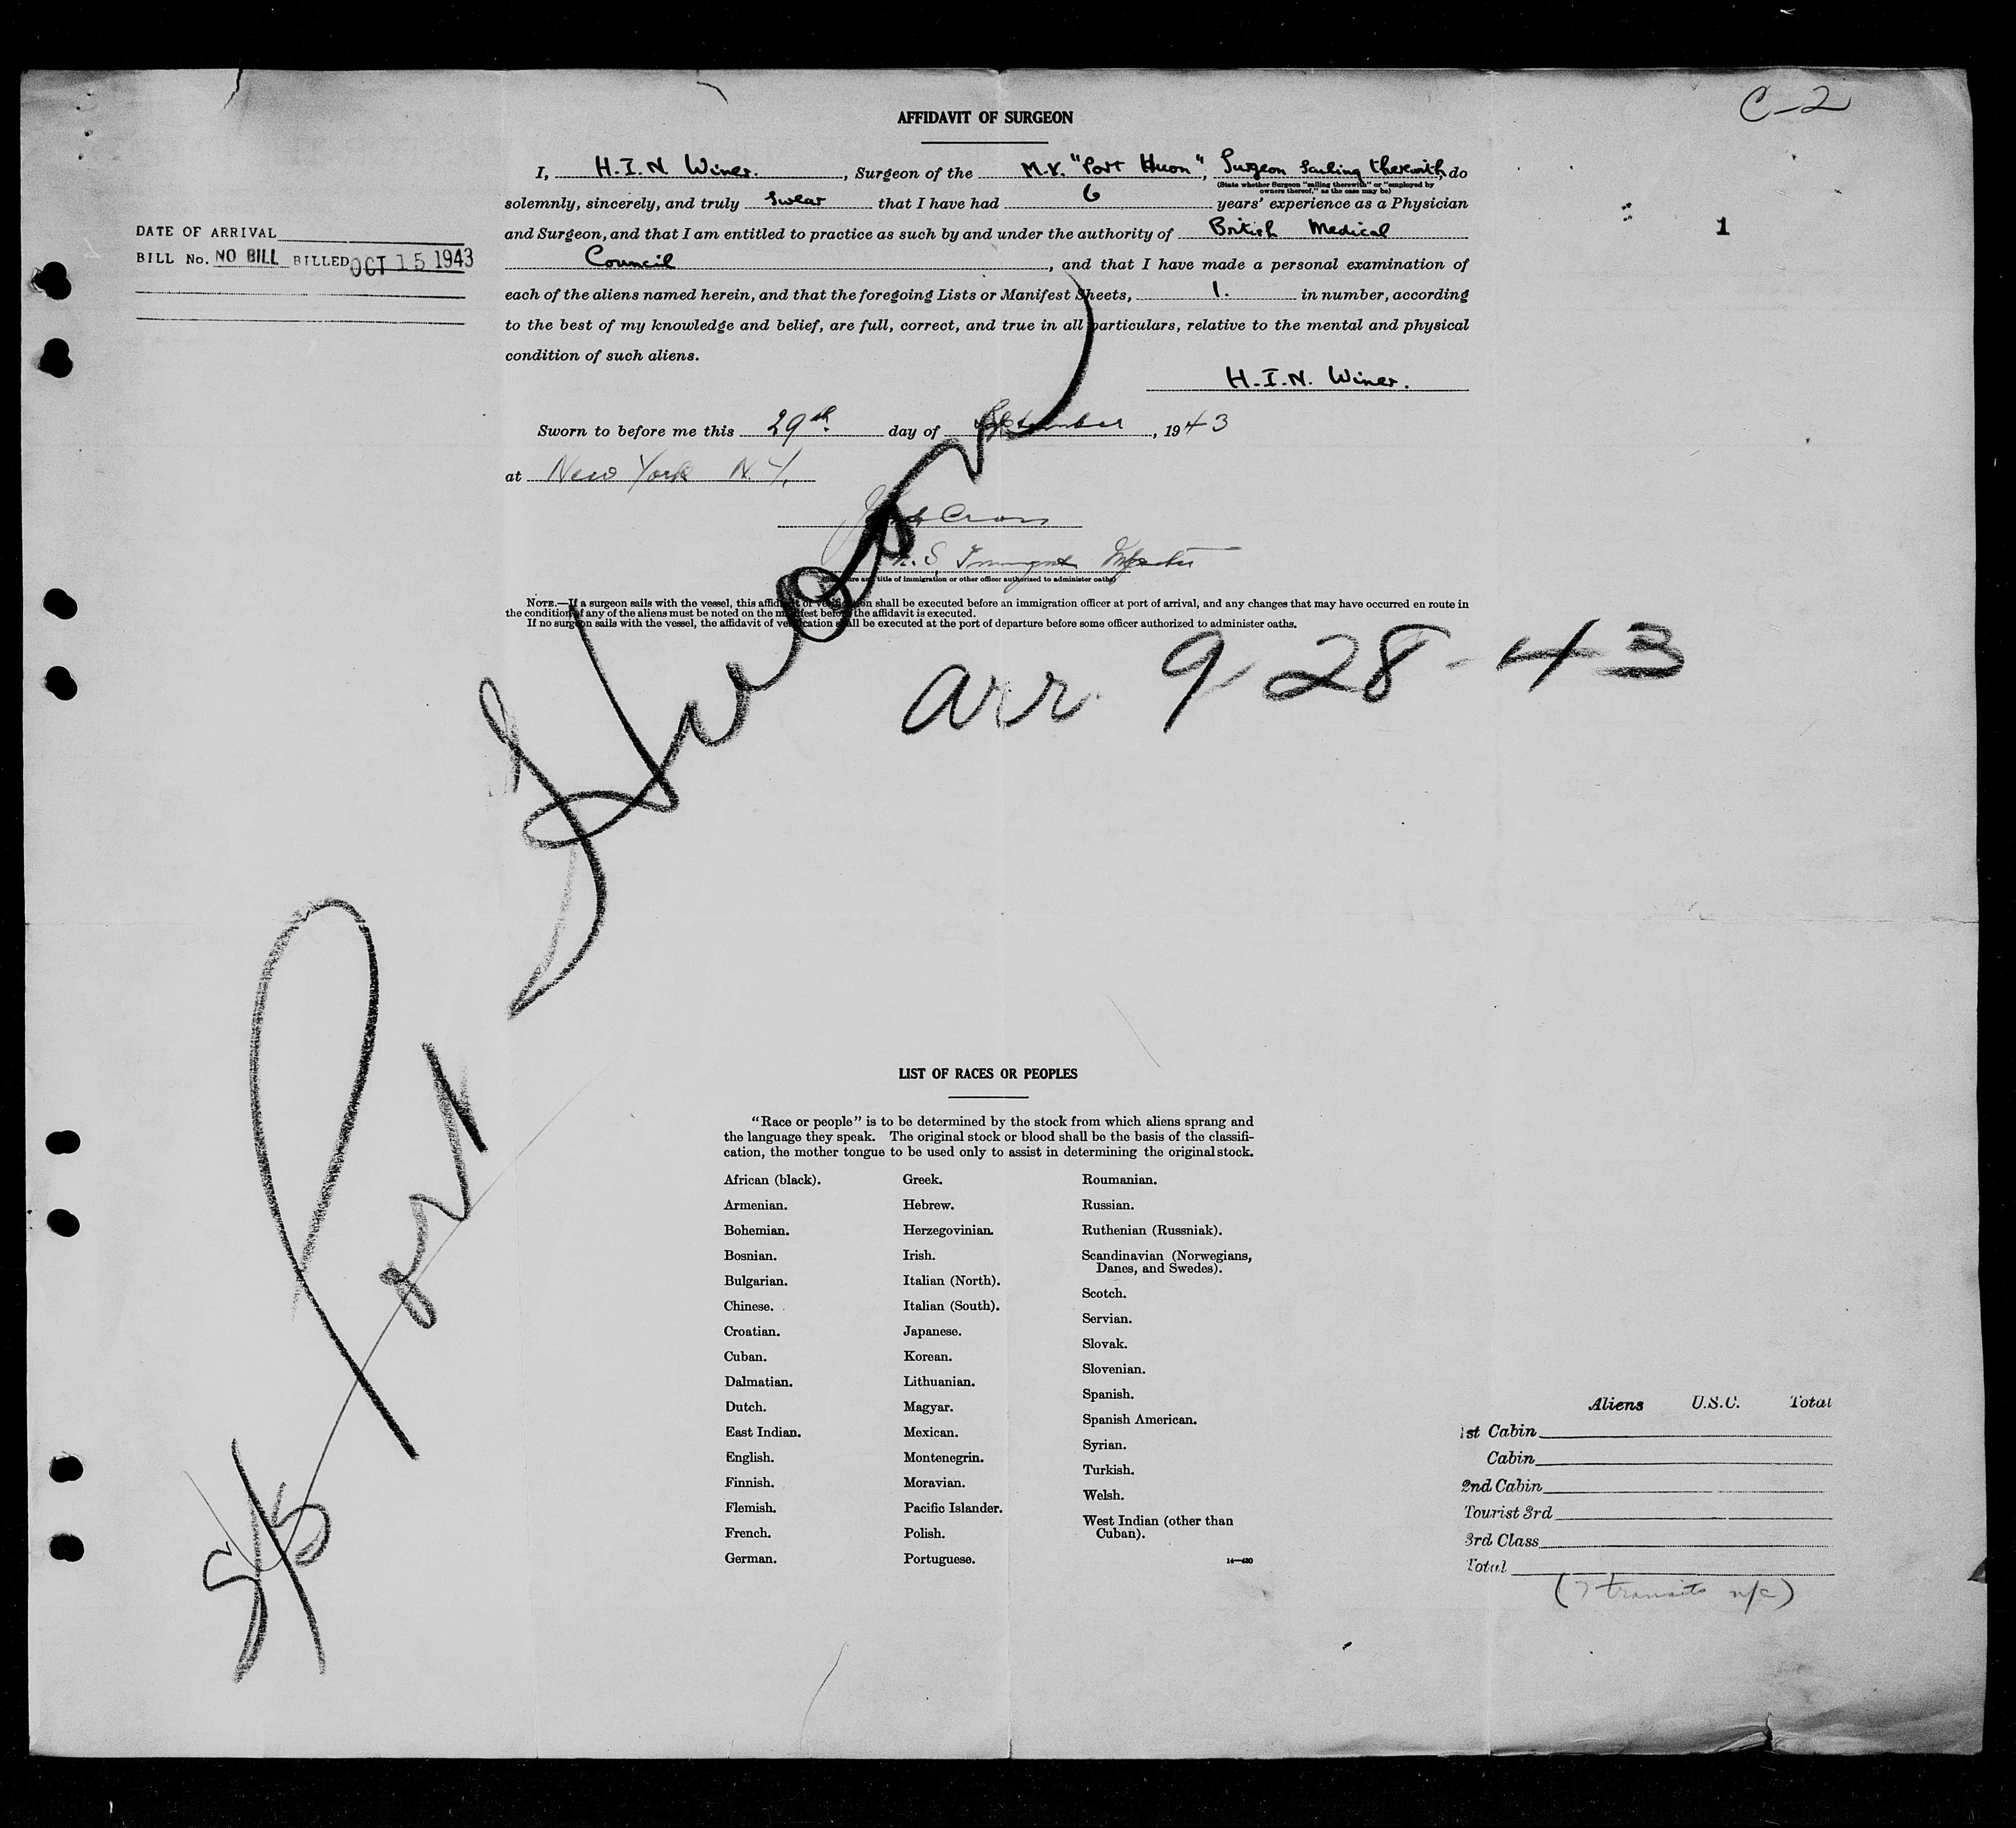 C-2
AFFIDAVIT OF SURGEON
I, H.I.N. Winer. , Surgeon of the M.V. "Port Huon", Surgeon Sailing therewith, do
(State whether Surgeon "sailing therewith" or "employed by
owners thereof," as the case may be)
solemnly, sincerely, and truly swear that I have had 6 years' experience as a Physician
and Surgeon, and that I am entitled to practice as such by and under the authority of British Medical
Council , and that I have made a personal examination of
each of the aliens named herein, and that the foregoing Lists or Manifest Sheets, 1. in number, according
to the best of my knowledge and belief, are full, correct, and true in all particulars, relative to the mental and physical
condition of such aliens.
H.I.N. Winer.
Sworn to before me this 29th. day of September , 1943
at New York N.Y.
Cross
S. Immigrant Inspector
title of immigration or other officer authorized to administer oaths)
NOTE.—If a surgeon sails with the vessel, this affidavit or verification shall be executed before an immigration officer at port of arrival, and any changes that may have occurred en route in
the condition of any of the aliens must be noted on the manifest before the affidavit is executed.
If no surgeon sails with the vessel, the affidavit of verification shall be executed at the port of departure before some officer authorized to administer oaths.
DATE OF ARRIVAL
BILL No. NO BILL BILLED OCT 15 1943
1
S/S Port Huon
arr. 9 28-43
LIST OF RACES OR PEOPLES
"Race or people" is to be determined by the stock from which aliens sprang and
the language they speak. The original stock or blood shall be the basis of the classifi-
cation, the mother tongue to be used only to assist in determining the original stock.
African (black).
Armenian.
Bohemian.
Bosnian.
Bulgarian.
Chinese.
Croatian.
Cuban.
Dalmatian.
Dutch.
East Indian.
English.
Finnish.
Flemish.
French.
German.
Greek.
Hebrew.
Herzegovinian.
Irish.
Italian (North).
Italian (South).
Japanese.
Korean.
Lithuanian.
Magyar.
Mexican.
Montenegrin.
Moravian.
Pacific Islander.
Polish.
Portuguese.
Roumanian.
Russian.
Ruthenian (Russniak).
Scandinavian (Norwegians,
Danes, and Swedes).
Scotch.
Servian.
Slovak.
Slovenian.
Spanish.
Spanish American.
Syrian.
Turkish.
Welsh.
West Indian (other than
Cuban).
14—430
Aliens U.S.C. Total
1st Cabin
Cabin
2nd Cabin
Tourist 3rd
3rd Class
Total
(7 transits n/c)